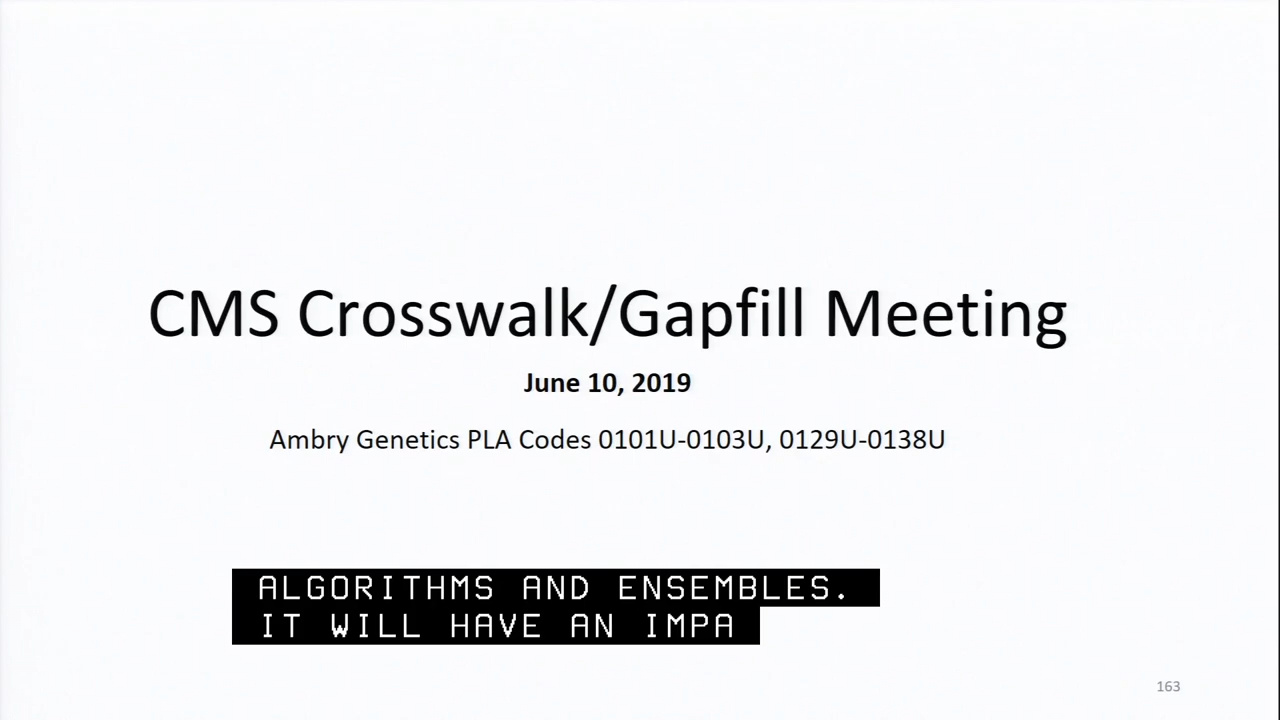 CMS Crosswalk/Gapfill Meeting
June 10, 2019
Ambry Genetics PLA Codes 0101U-0103U, 0129U-0138U
ALGORITHMS AND ENSEMBLES.
IT WILL HAVE AN IMPA
163